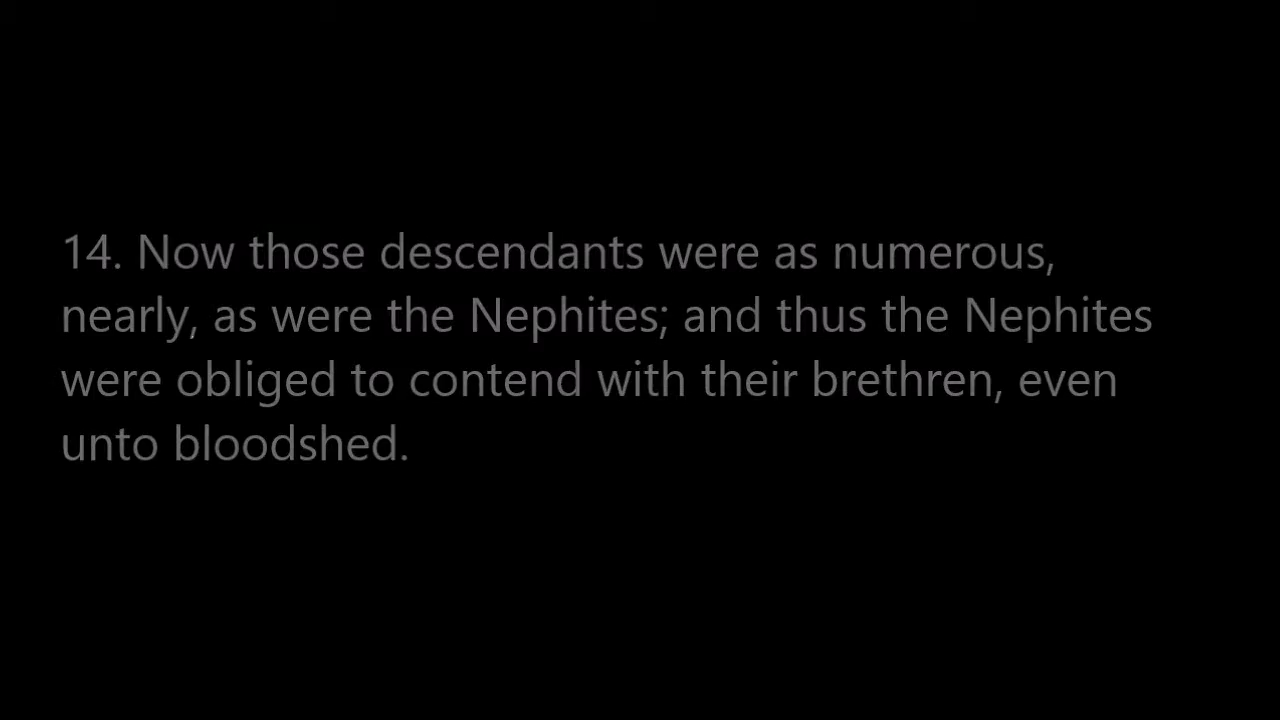 14. Now those descendants were as numerous,
nearly, as were the Nephites; and thus the Nephites
were obliged to contend with their brethren, even
unto bloodshed.